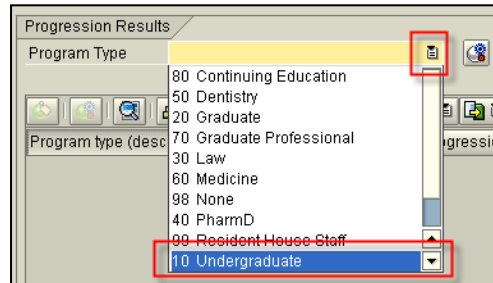 Progression Results
Program Type
80 Continuing Education
50 Dentistry
20 Graduate
Program type (desc
70 Graduate Professional
30 Law
60 Medicine
98 None
40 PharmD
99 Resident House Staff
10 Undergraduate